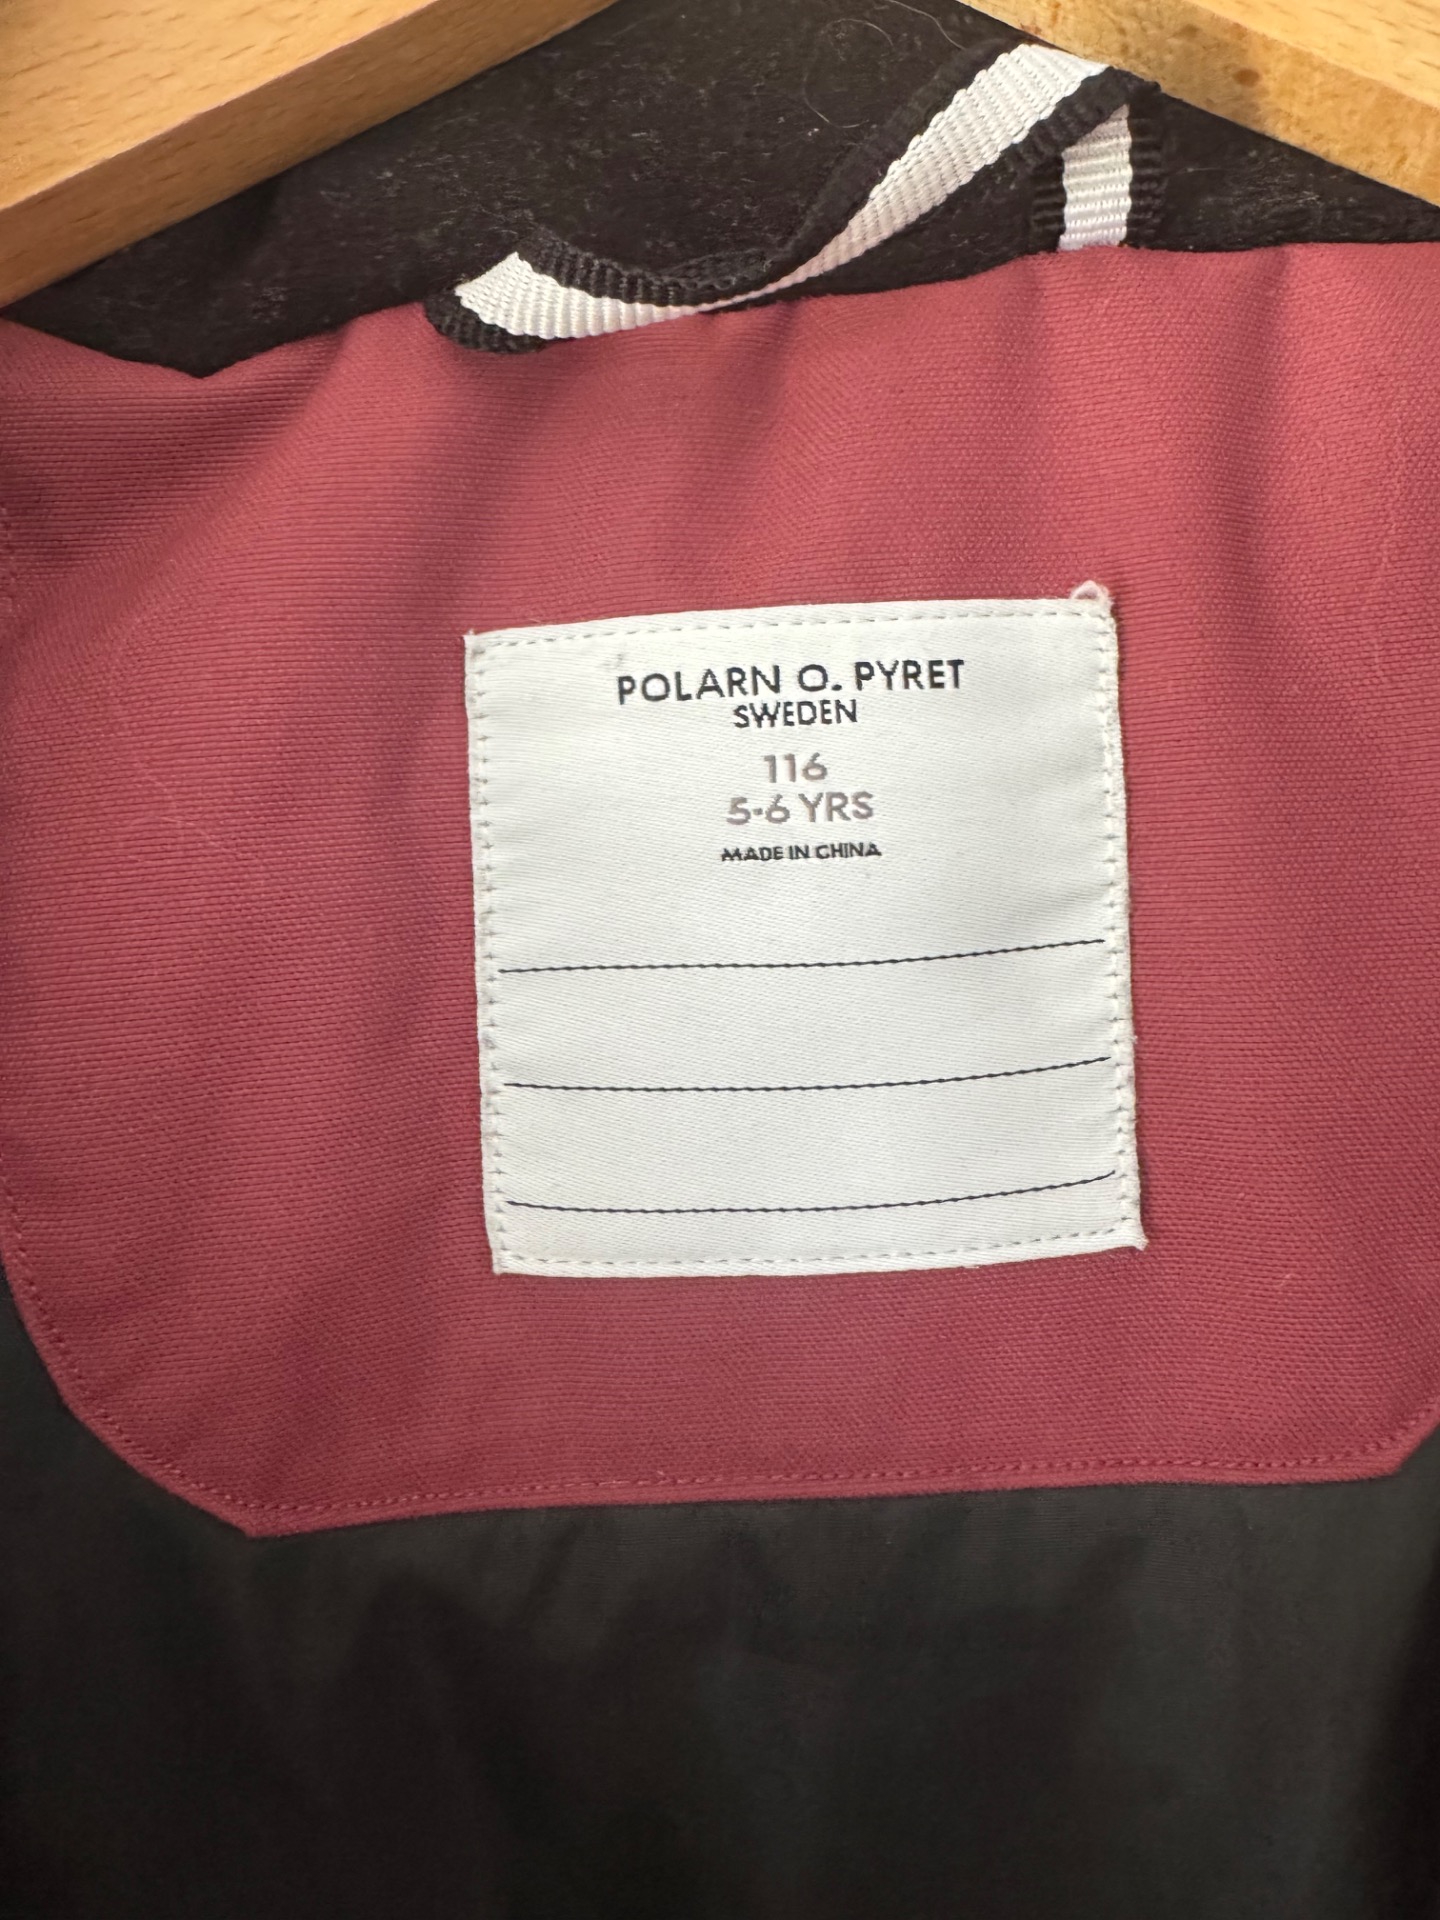 POLARN O. PYRET
SWEDEN
116
5-6 YRS
MADE IN CHINA